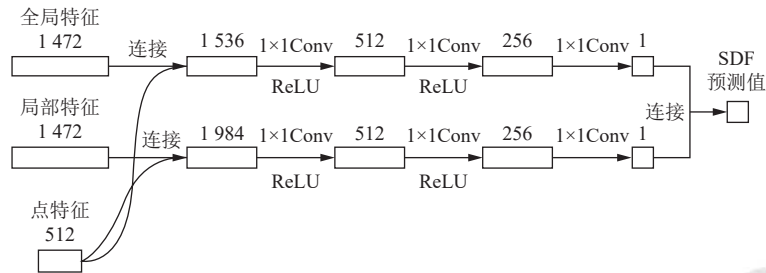 全局特征
1 472
连接
1 536
1×1Conv
ReLU
512
1×1Conv
ReLU
256
1×1Conv
1
局部特征
1 472
连接
1 984
1×1Conv
ReLU
512
1×1Conv
ReLU
256
1×1Conv
1
点特征
512
连接
SDF
预测值